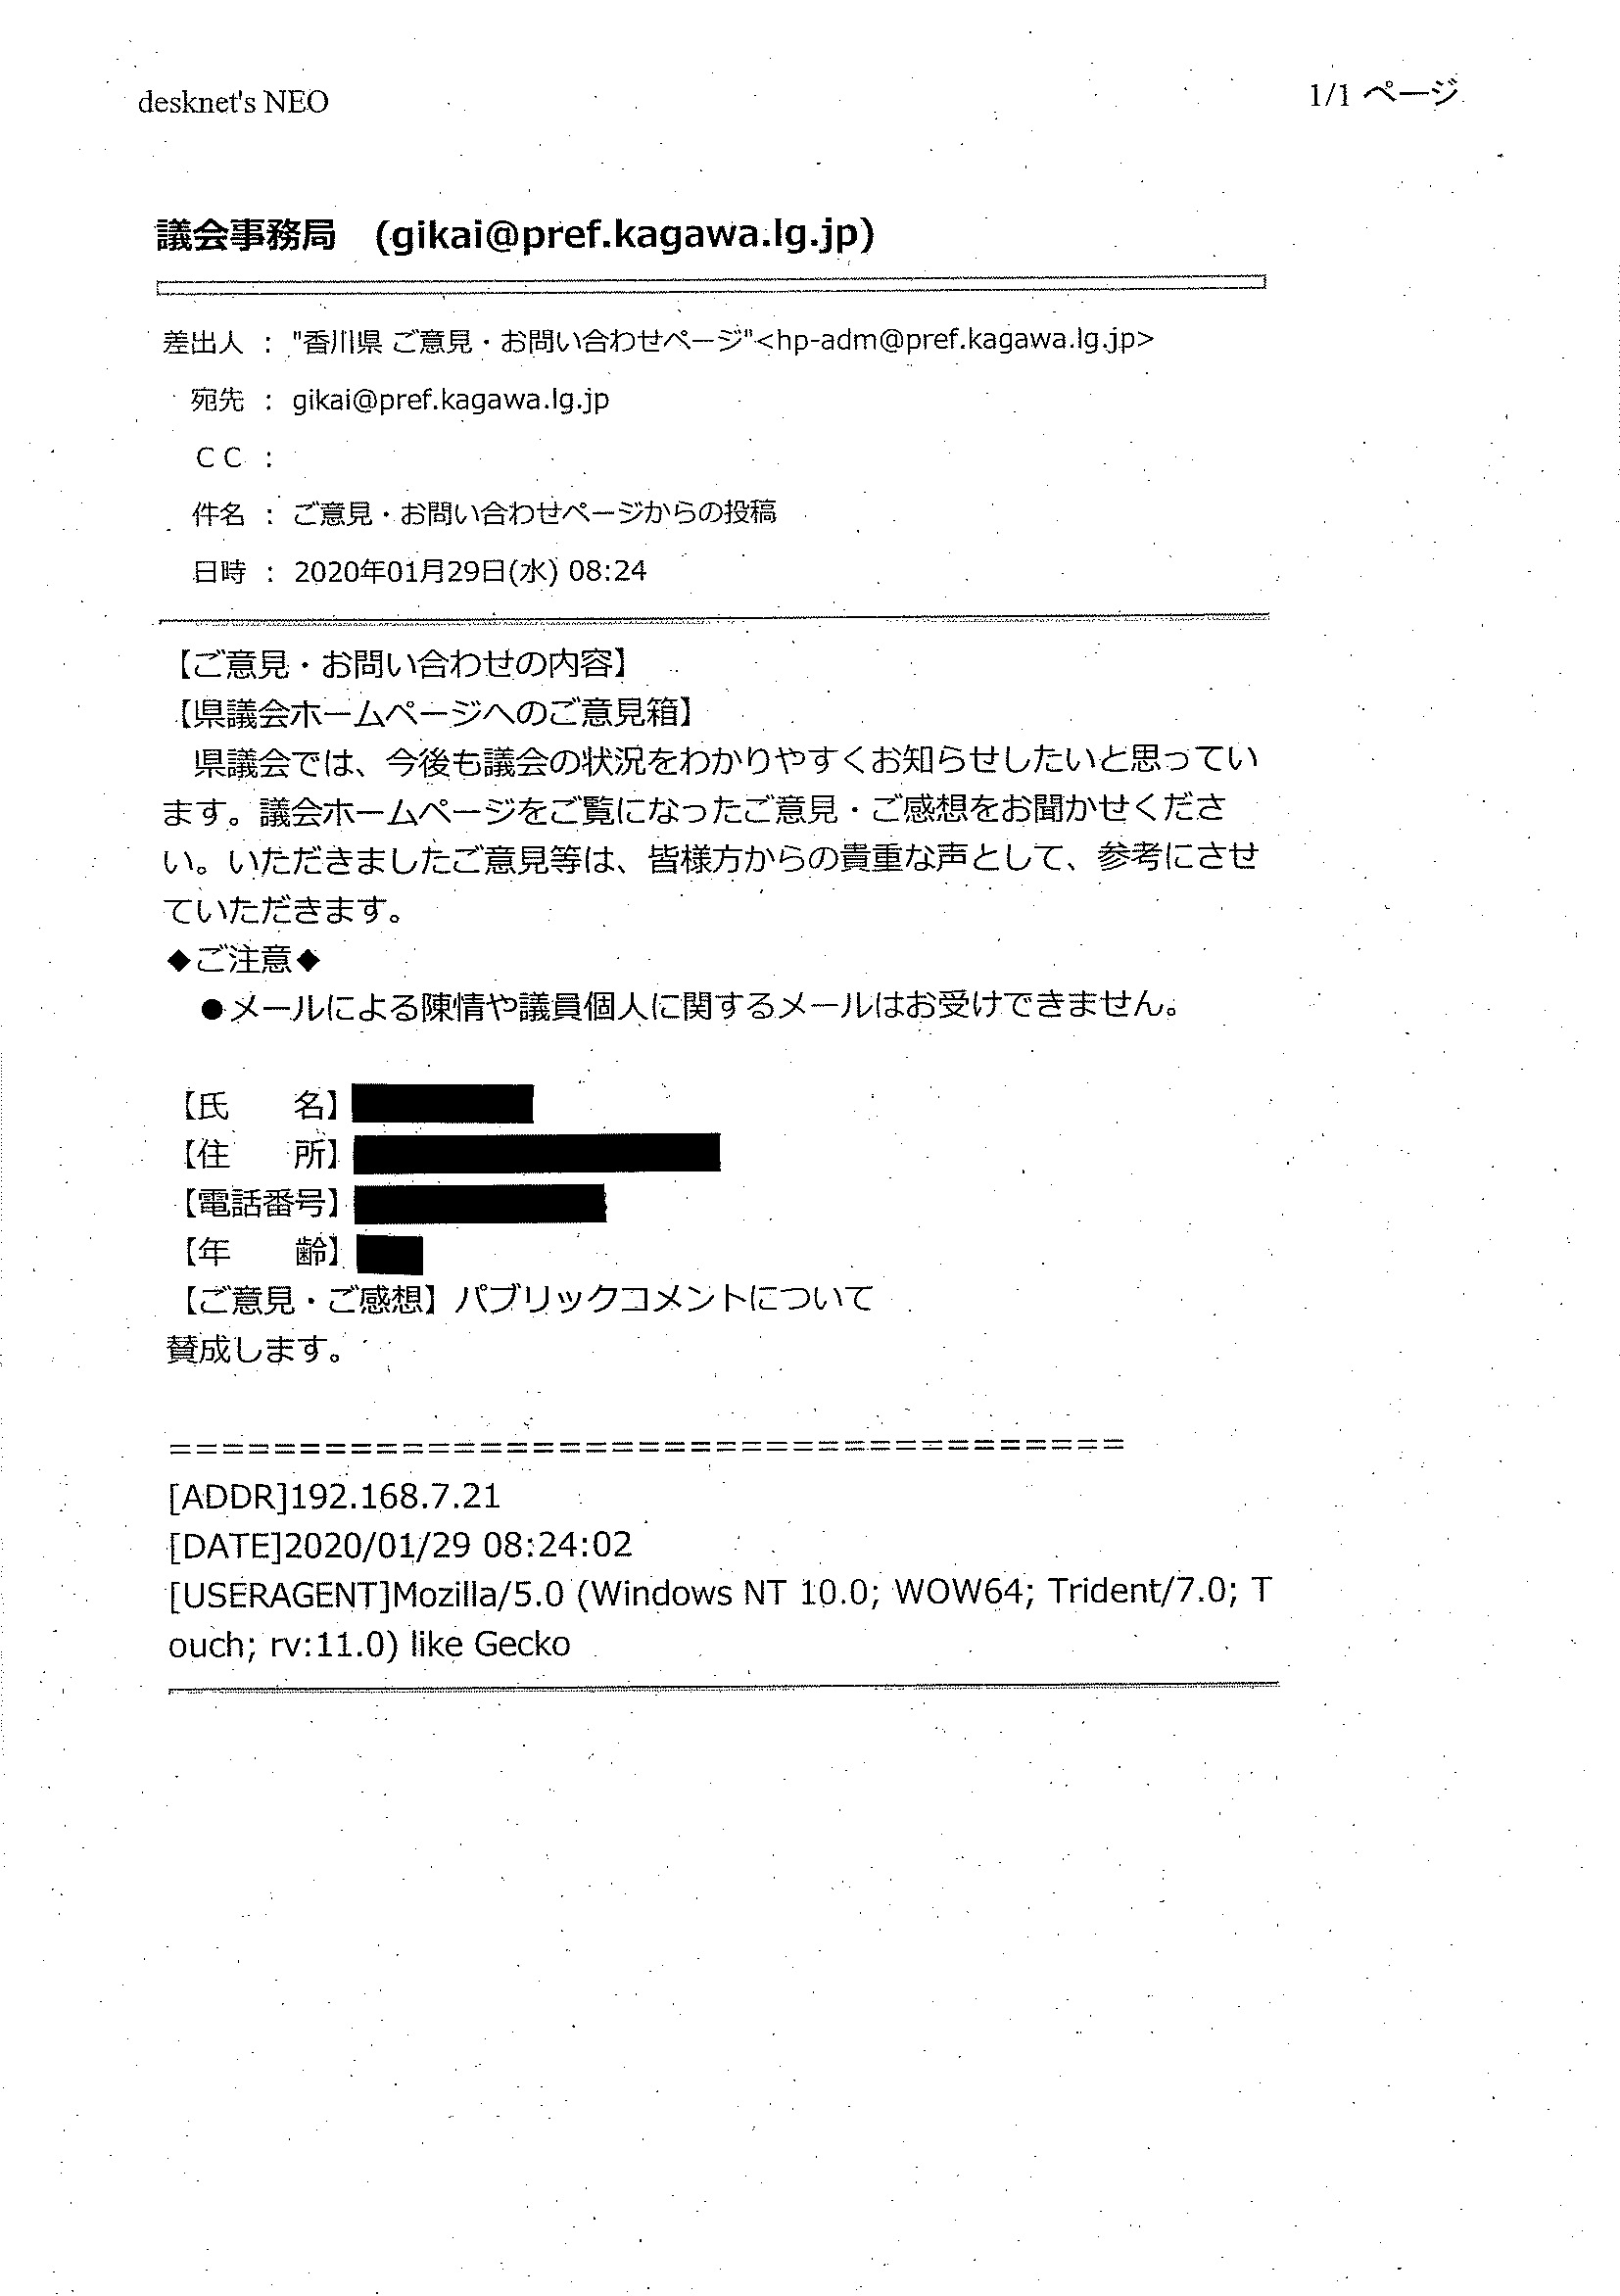 desknet's NEO
1/1 ページ
議会事務局　(gikai@pref.kagawa.lg.jp)
差出人 : "香川県 ご意見・お問い合わせページ"<hp-adm@pref.kagawa.lg.jp>
宛先 : gikai@pref.kagawa.lg.jp
ＣＣ :
件名 : ご意見・お問い合わせページからの投稿
日時 : 2020年01月29日(水) 08:24
【ご意見・お問い合わせの内容】
【県議会ホームページへのご意見箱】
　県議会では、今後も議会の状況をわかりやすくお知らせしたいと思ってい
ます。議会ホームページをご覧になったご意見・ご感想をお聞かせくださ
い。いただきましたご意見等は、皆様方からの貴重な声として、参考にさせ
ていただきます。
◆ご注意◆
　●メールによる陳情や議員個人に関するメールはお受けできません。
【氏　　名】
【住　　所】
【電話番号】
【年　　齢】
【ご意見・ご感想】パブリックコメントについて
賛成します。
=====================================
[ADDR]192.168.7.21
[DATE]2020/01/29 08:24:02
[USERAGENT]Mozilla/5.0 (Windows NT 10.0; WOW64; Trident/7.0; T
ouch; rv:11.0) like Gecko